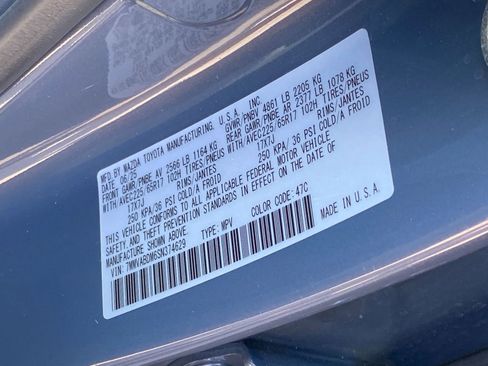 MFD. BY MAZDA TOYOTA MANUFACTURING, U.S.A., INC.
06/25 GVWR/PNBV 4861 LB 2205 KG
FRONT GAWR/PNBE AV 2566 LB 1164 KG REAR GAWR/PNBE AR 2377 LB 1078 KG
WITH/AVEC225/65R17 102H TIRES/PNEUS WITH/AVEC225/65R17 102H TIRES/PNEUS
17X7J RIMS/JANTES 17X7J RIMS/JANTES
250 KPA/36 PSI COLD/A FROID 250 KPA/36 PSI COLD/A FROID
THIS VEHICLE CONFORMS TO ALL APPLICABLE FEDERAL MOTOR VEHICLE
SAFETY AND THEFT PREVENTION STANDARDS IN EFFECT ON THE DATE OF
MANUFACTURE SHOWN ABOVE.
VIN: TYPE: MPV COLOR CODE: 47C
MADE IN U.S.A.